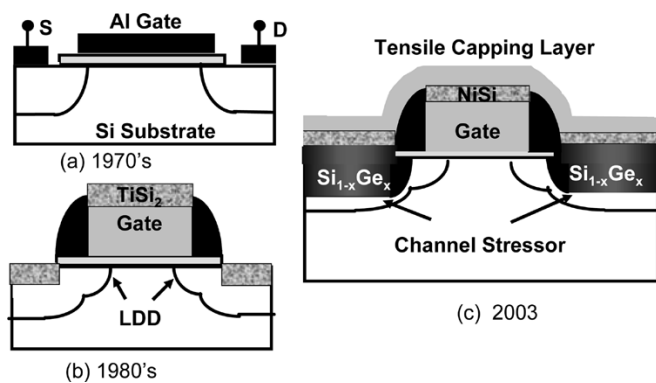 Al Gate
S
D
Si Substrate
(a) 1970's
TiSi₂
Gate
LDD
(b) 1980's
Tensile Capping Layer
NiSi
Gate
Si₁₋ₓGeₓ
Si₁₋ₓGeₓ
Channel Stressor
(c) 2003